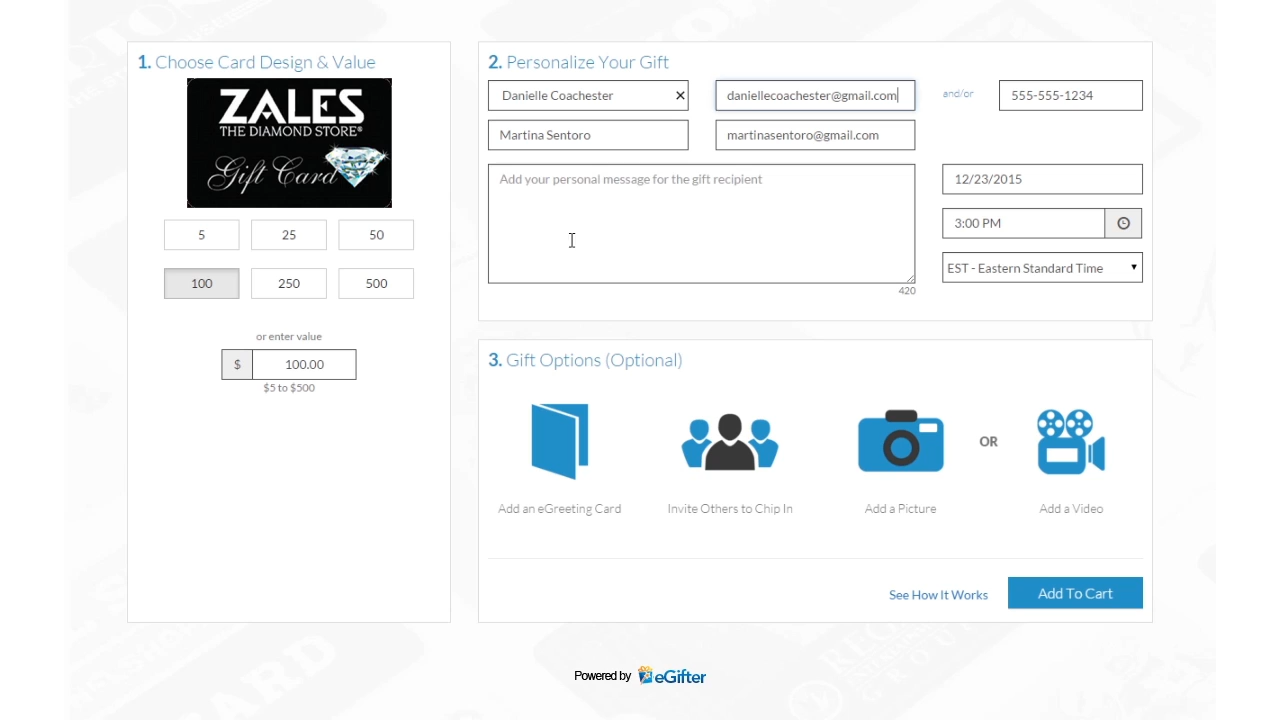 1. Choose Card Design & Value
ZALES
THE DIAMOND STORE®
Gift Card
5
25
50
100
250
500
or enter value
$
100.00
$5 to $500
2. Personalize Your Gift
Danielle Coachester
×
daniellecoachester@gmail.com
and/or
555-555-1234
Martina Sentoro
martinasentoro@gmail.com
Add your personal message for the gift recipient
420
12/23/2015
3:00 PM
EST - Eastern Standard Time
3. Gift Options (Optional)
Add an eGreeting Card
Invite Others to Chip In
Add a Picture
OR
Add a Video
See How It Works
Add To Cart
Powered by eGifter